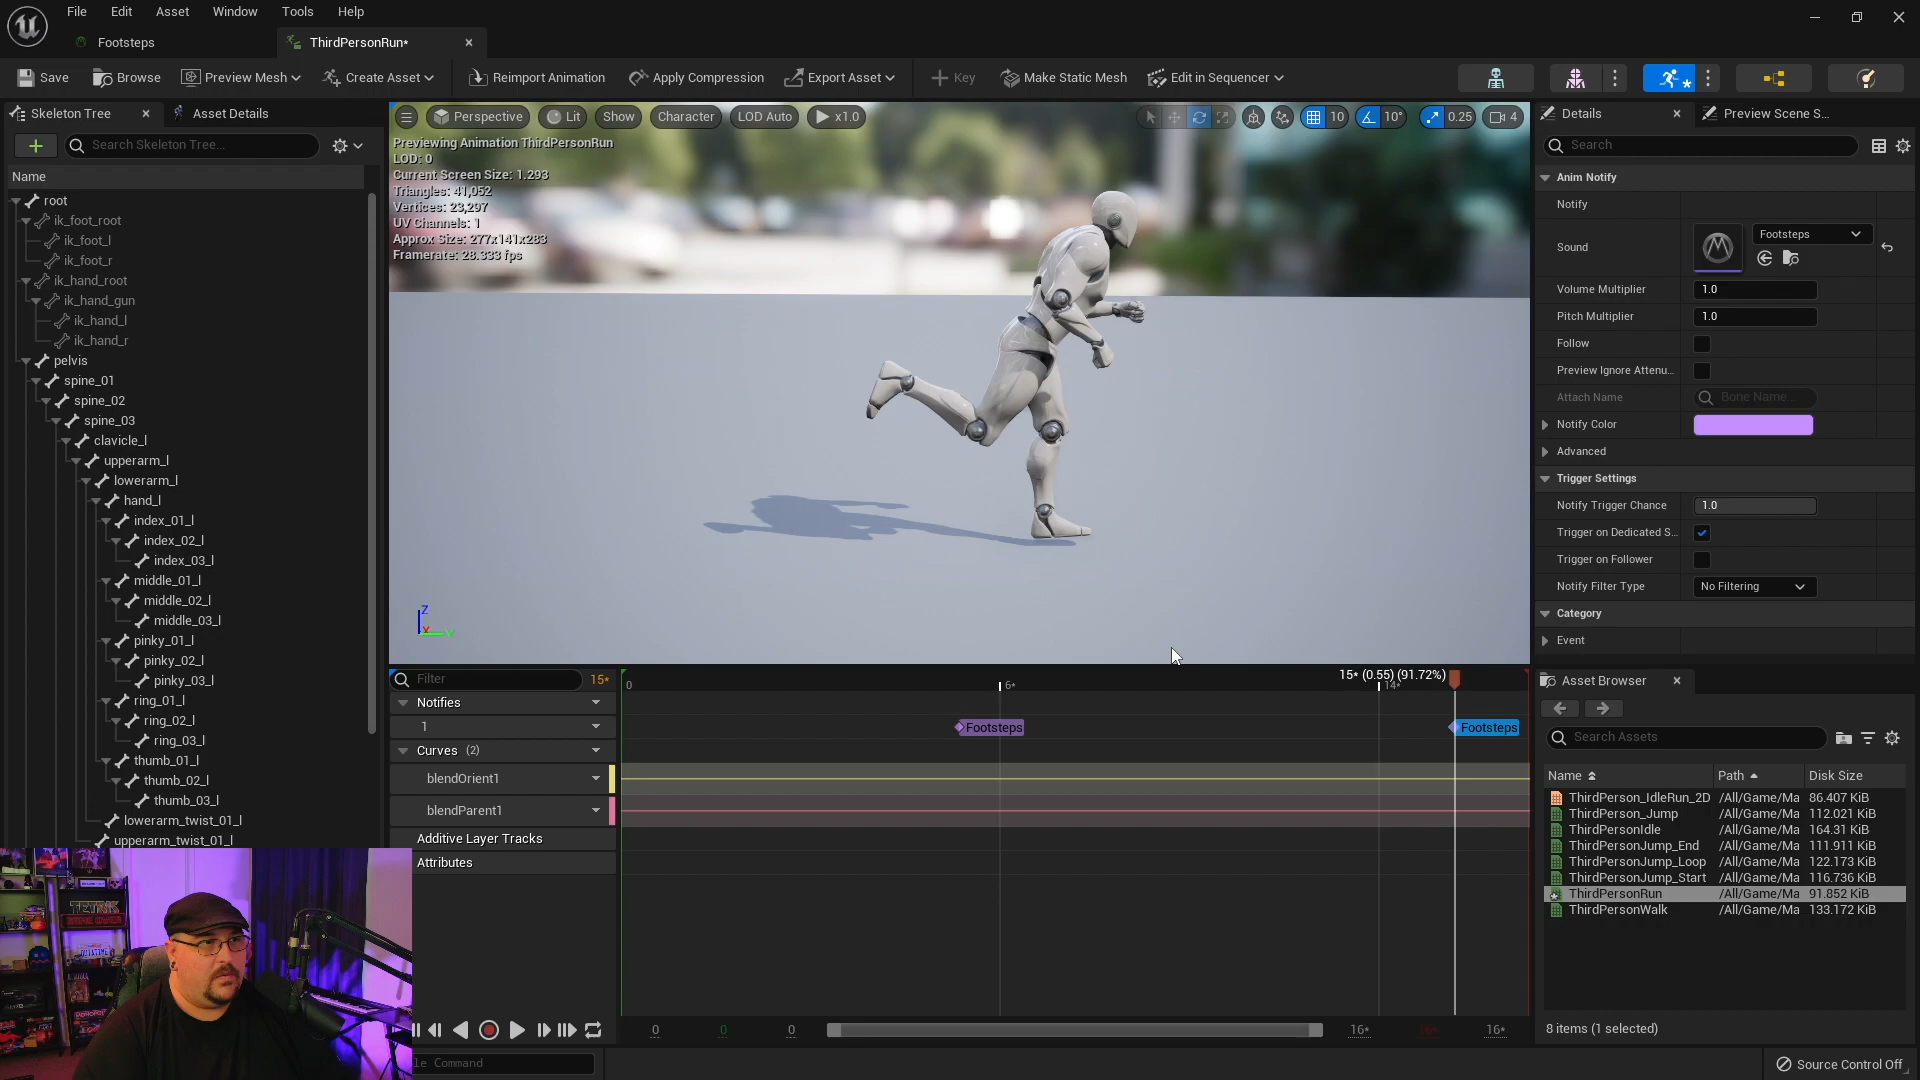 File Edit Asset Window Tools Help
Footsteps
ThirdPersonRun*
Save
Browse
Preview Mesh
Create Asset
Reimport Animation
Apply Compression
Export Asset
Key
Make Static Mesh
Edit in Sequencer
Skeleton Tree
Asset Details
Search Skeleton Tree...
Name
root
ik_foot_root
ik_foot_l
ik_foot_r
ik_hand_root
ik_hand_gun
ik_hand_l
ik_hand_r
pelvis
spine_01
spine_02
spine_03
clavicle_l
upperarm_l
lowerarm_l
hand_l
index_01_l
index_02_l
index_03_l
middle_01_l
middle_02_l
middle_03_l
pinky_01_l
pinky_02_l
pinky_03_l
ring_01_l
ring_02_l
ring_03_l
thumb_01_l
thumb_02_l
thumb_03_l
lowerarm_twist_01_l
upperarm_twist_01_l
Perspective
Lit
Show
Character
LOD Auto
x1.0
10
10°
0.25
4
Previewing Animation ThirdPersonRun
LOD: 0
Current Screen Size: 1.293
Triangles: 41,052
Vertices: 23,297
UV Channels: 1
Approx Size: 277x141x283
Framerate: 28.333 fps
Z
X
Y
Filter
15*
0
6*
15* (0.55) (91.72%)
14*
Notifies
1
Footsteps
Footsteps
Curves (2)
blendOrient1
blendParent1
Additive Layer Tracks
Attributes
0
0
0
16*
16*
16*
le Command
Details
Preview Scene S...
Search
Anim Notify
Notify
Sound
Footsteps
Volume Multiplier
1.0
Pitch Multiplier
1.0
Follow
Preview Ignore Attenu...
Attach Name
Bone Name...
Notify Color
Advanced
Trigger Settings
Notify Trigger Chance
1.0
Trigger on Dedicated S...
Trigger on Follower
Notify Filter Type
No Filtering
Category
Event
Asset Browser
Search Assets
Name Path Disk Size
ThirdPerson_IdleRun_2D /All/Game/Ma 86.407 KiB
ThirdPerson_Jump /All/Game/Ma 112.021 KiB
ThirdPersonIdle /All/Game/Ma 164.31 KiB
ThirdPersonJump_End /All/Game/Ma 111.911 KiB
ThirdPersonJump_Loop /All/Game/Ma 122.173 KiB
ThirdPersonJump_Start /All/Game/Ma 116.736 KiB
ThirdPersonRun /All/Game/Ma 91.852 KiB
ThirdPersonWalk /All/Game/Ma 133.172 KiB
8 items (1 selected)
Source Control Off
TETRIS